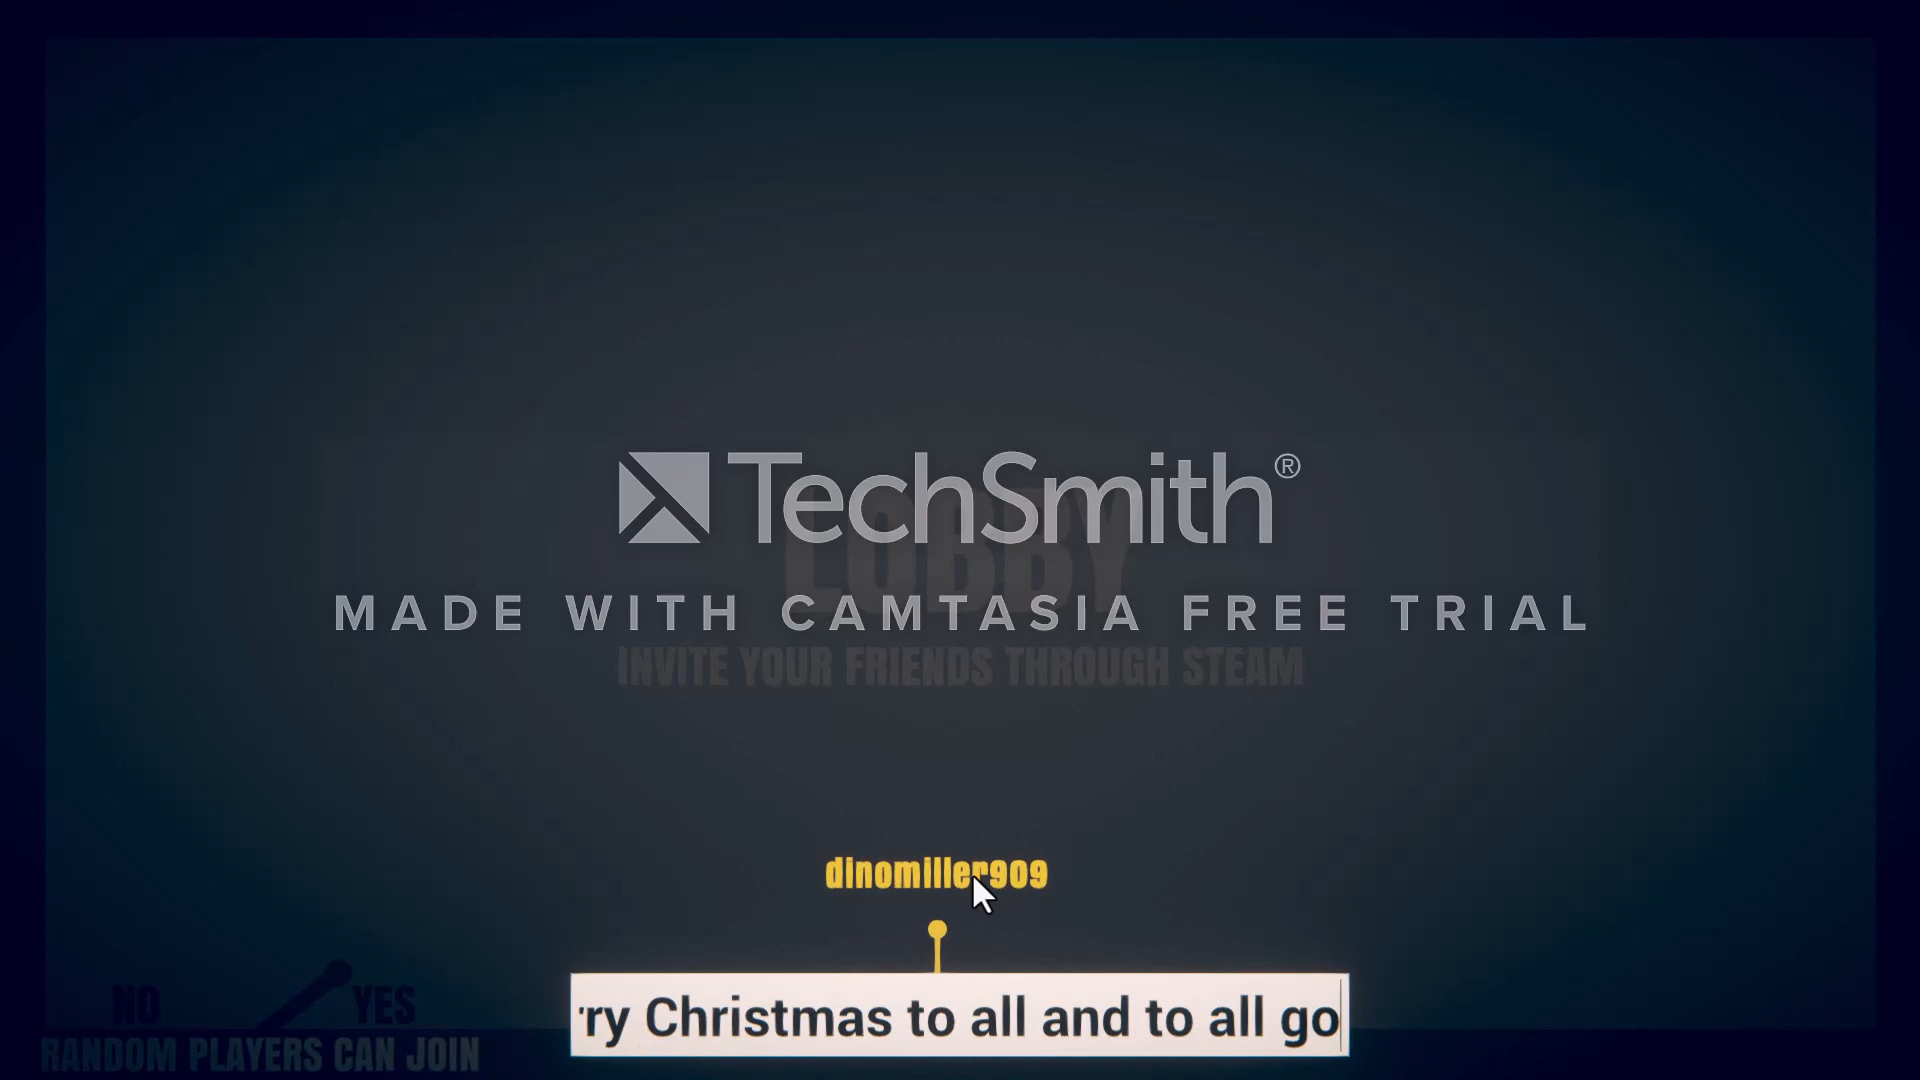 TechSmith®
LOBBY
MADE WITH CAMTASIA FREE TRIAL
INVITE YOUR FRIENDS THROUGH STEAM
dinomiller909
NO YES
RANDOM PLAYERS CAN JOIN
ry Christmas to all and to all go